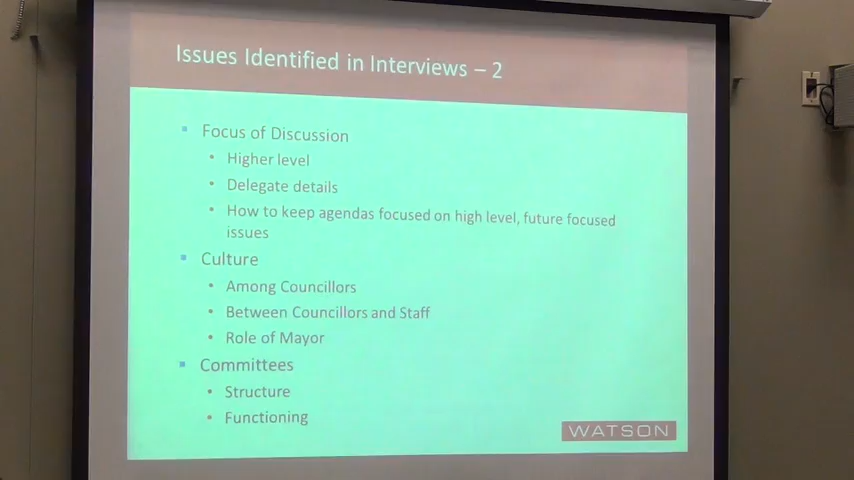 Issues Identified in Interviews – 2
Focus of Discussion
Higher level
Delegate details
How to keep agendas focused on high level, future focused
issues
Culture
Among Councillors
Between Councillors and Staff
Role of Mayor
Committees
Structure
Functioning
WATSON